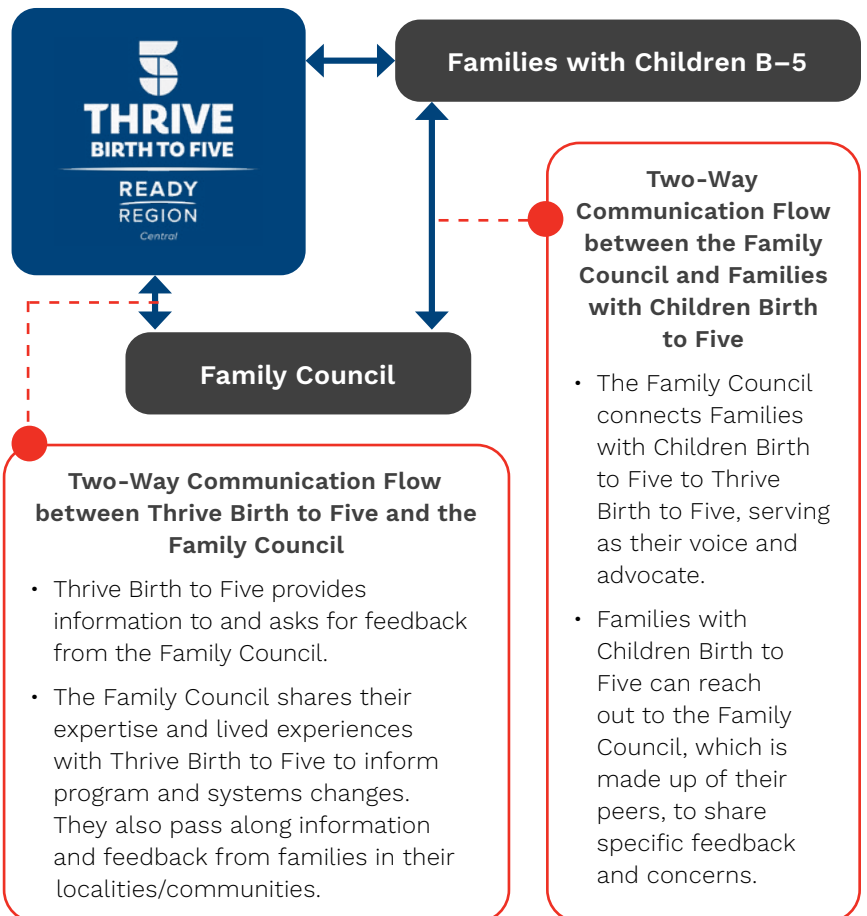 THRIVE
BIRTH TO FIVE
READY
REGION
Central
Families with Children B–5
Family Council
Two-Way
Communication Flow
between the Family
Council and Families
with Children Birth
to Five
• The Family Council
connects Families
with Children Birth
to Five to Thrive
Birth to Five, serving
as their voice and
advocate.
• Families with
Children Birth to
Five can reach
out to the Family
Council, which is
made up of their
peers, to share
specific feedback
and concerns.
Two-Way Communication Flow
between Thrive Birth to Five and the
Family Council
• Thrive Birth to Five provides
information to and asks for feedback
from the Family Council.
• The Family Council shares their
expertise and lived experiences
with Thrive Birth to Five to inform
program and systems changes.
They also pass along information
and feedback from families in their
localities/communities.